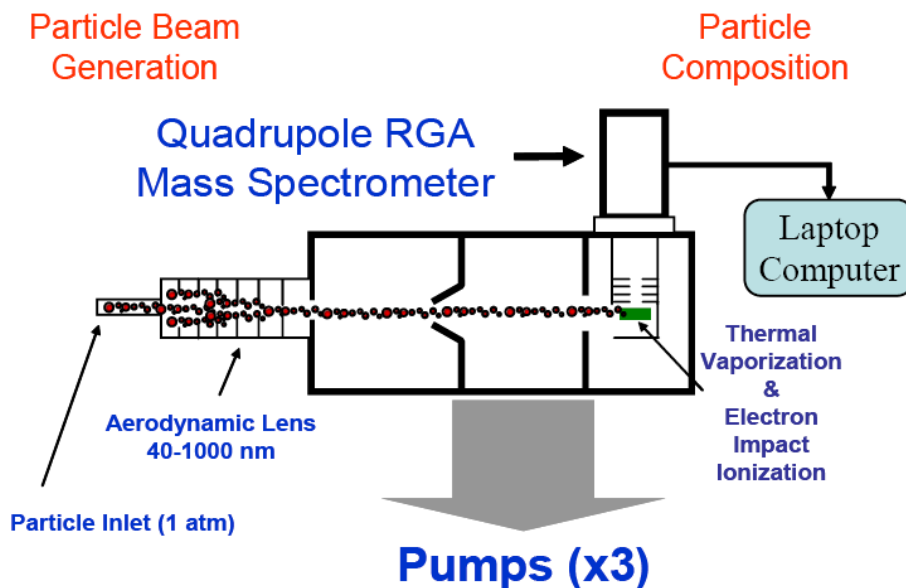 Particle Beam
Generation
Particle
Composition
Quadrupole RGA
Mass Spectrometer
Laptop
Computer
Thermal
Vaporization
&
Electron
Impact
Ionization
Aerodynamic Lens
40-1000 nm
Particle Inlet (1 atm)
Pumps (x3)